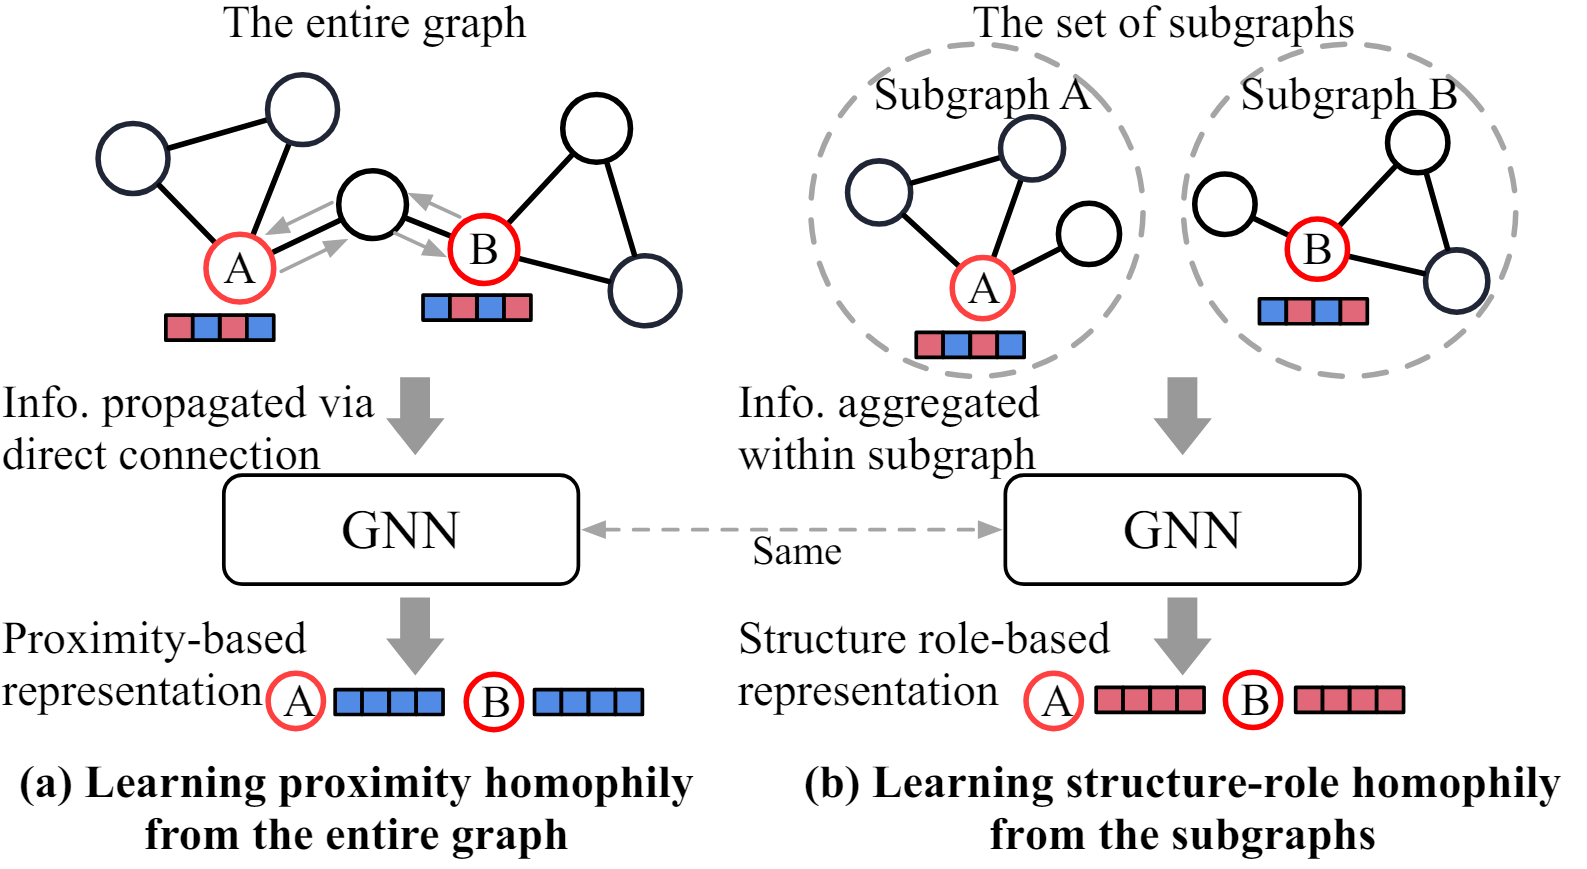 The entire graph
A
B
Info. propagated via
direct connection
GNN
Proximity-based
representation A B
(a) Learning proximity homophily
from the entire graph
The set of subgraphs
Subgraph A
Subgraph B
A
B
Info. aggregated
within subgraph
Same
GNN
Structure role-based
representation A B
(b) Learning structure-role homophily
from the subgraphs